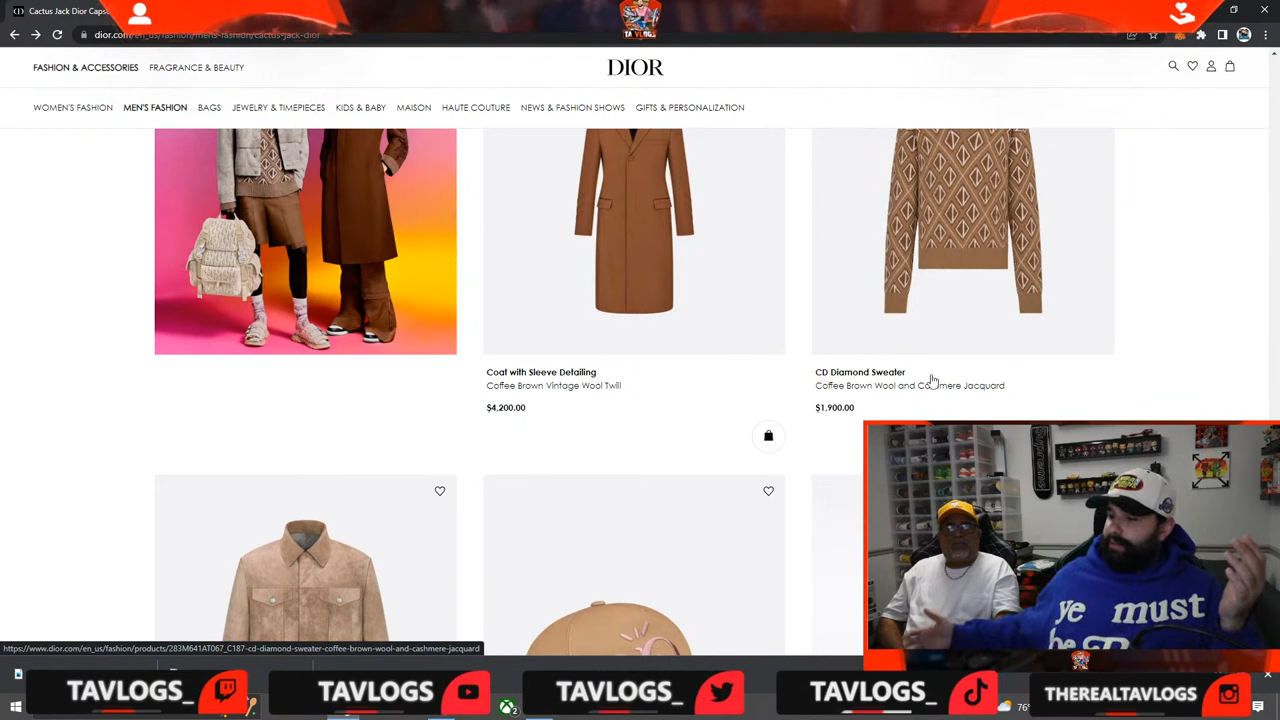 Cactus Jack Dior Caps
dior.com/en_us/fashion/mens-fashion/cactus-jack-dior
TAVLOGS
FASHION & ACCESSORIES FRAGRANCE & BEAUTY
DIOR
WOMEN'S FASHION MEN'S FASHION BAGS JEWELRY & TIMEPIECES KIDS & BABY MAISON HAUTE COUTURE NEWS & FASHION SHOWS GIFTS & PERSONALIZATION
Coat with Sleeve Detailing
Coffee Brown Vintage Wool Twill
$4,200.00
CD Diamond Sweater
Coffee Brown Wool and Cashmere Jacquard
$1,900.00
ye must
be
https://www.dior.com/en_us/fashion/products/283M641AT067_C187-cd-diamond-sweater-coffee-brown-wool-and-cashmere-jacquard
TAVLOGS_
TAVLOGS
TAVLOGS_
TAVLOGS_
THEREALTAVLOGS
2
76°